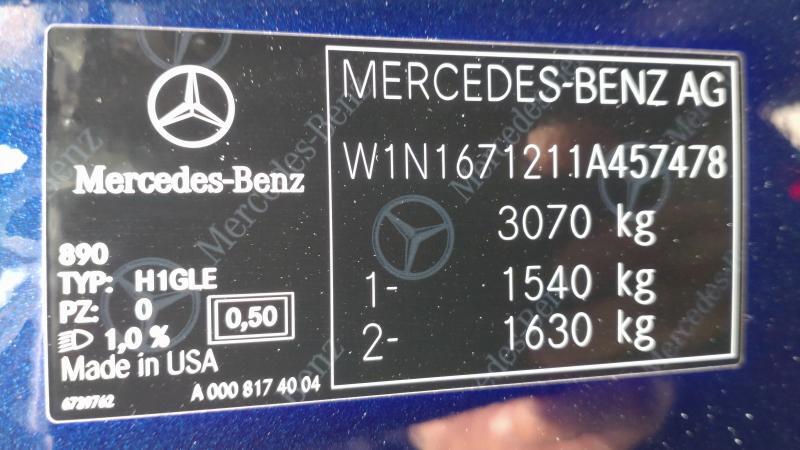 Mercedes-Benz
890
TYP: H1GLE
PZ: 0
0,50
1,0 %
Made in USA
6739762
A 000 817 40 04
MERCEDES-BENZ AG
W1N1671211A457478
3070 kg
1- 1540 kg
2- 1630 kg